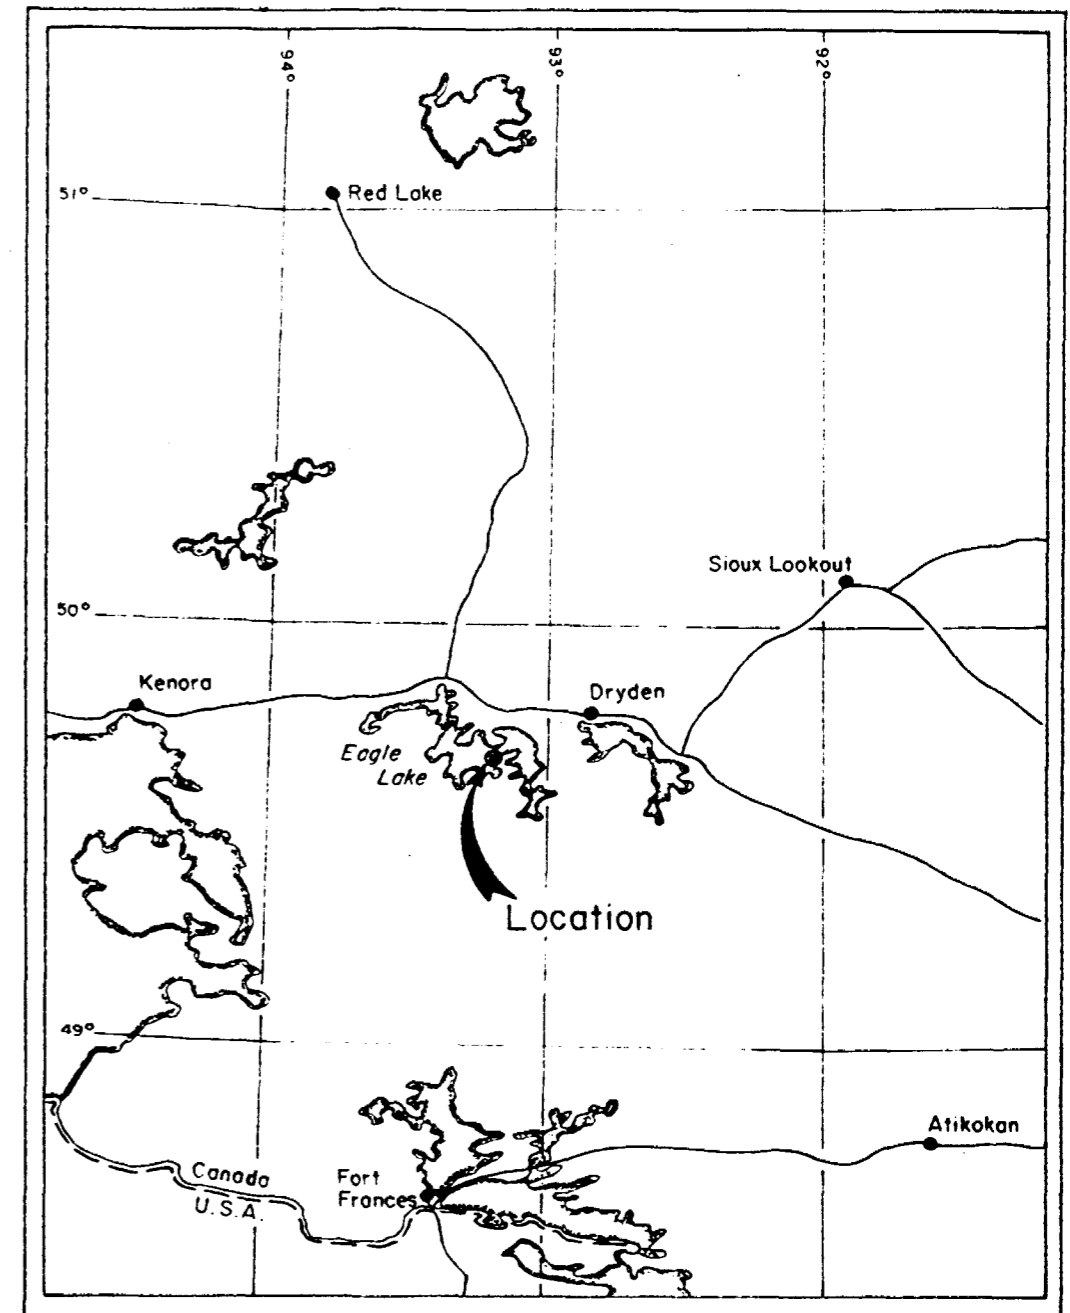 94°
93°
92°
51°
Red Lake
Sioux Lookout
50°
Kenora
Dryden
Eagle
Lake
Location
49°
Atikokan
Canada
U.S.A.
Fort
Frances